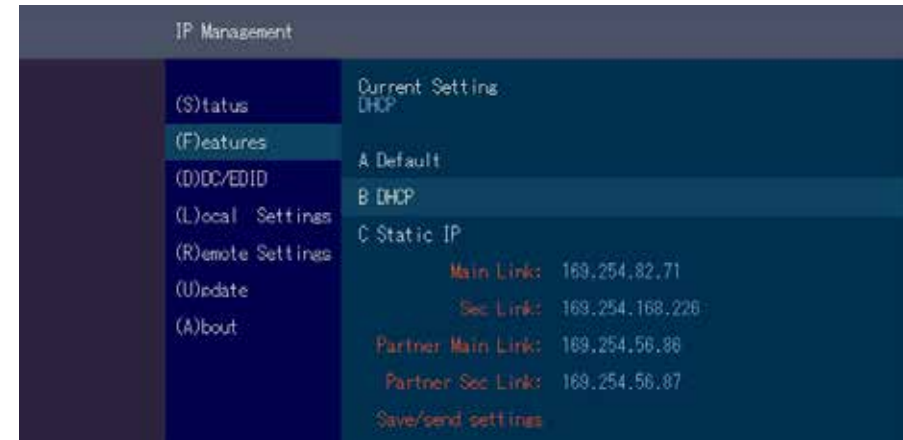 IP Management
(S)tatus
(F)eatures
(D)DC/EDID
(L)ocal Settings
(R)emote Settings
(U)pdate
(A)bout
Current Setting
DHCP
A Default
B DHCP
C Static IP
Main Link: 169.254.82.71
Sec Link: 169.254.168.226
Partner Main Link: 169.254.56.86
Partner Sec Link: 169.254.56.87
Save/send settings